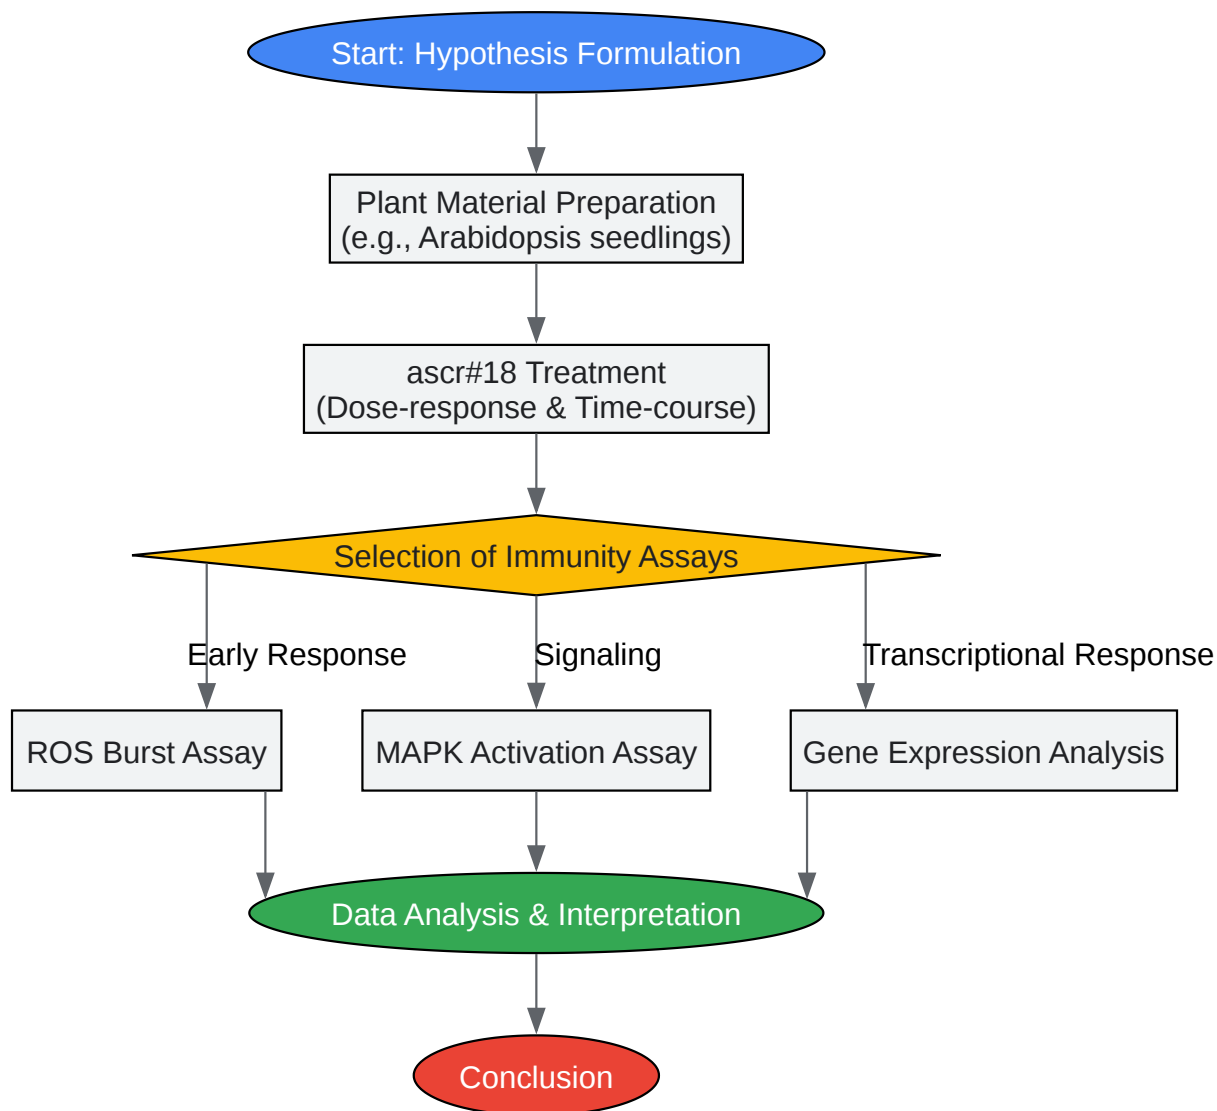 Start: Hypothesis Formulation
Plant Material Preparation
(e.g., Arabidopsis seedlings)
ascr#18 Treatment
(Dose-response & Time-course)
Selection of Immunity Assays
Early Response
Signaling
Transcriptional Response
ROS Burst Assay
MAPK Activation Assay
Gene Expression Analysis
Data Analysis & Interpretation
Conclusion